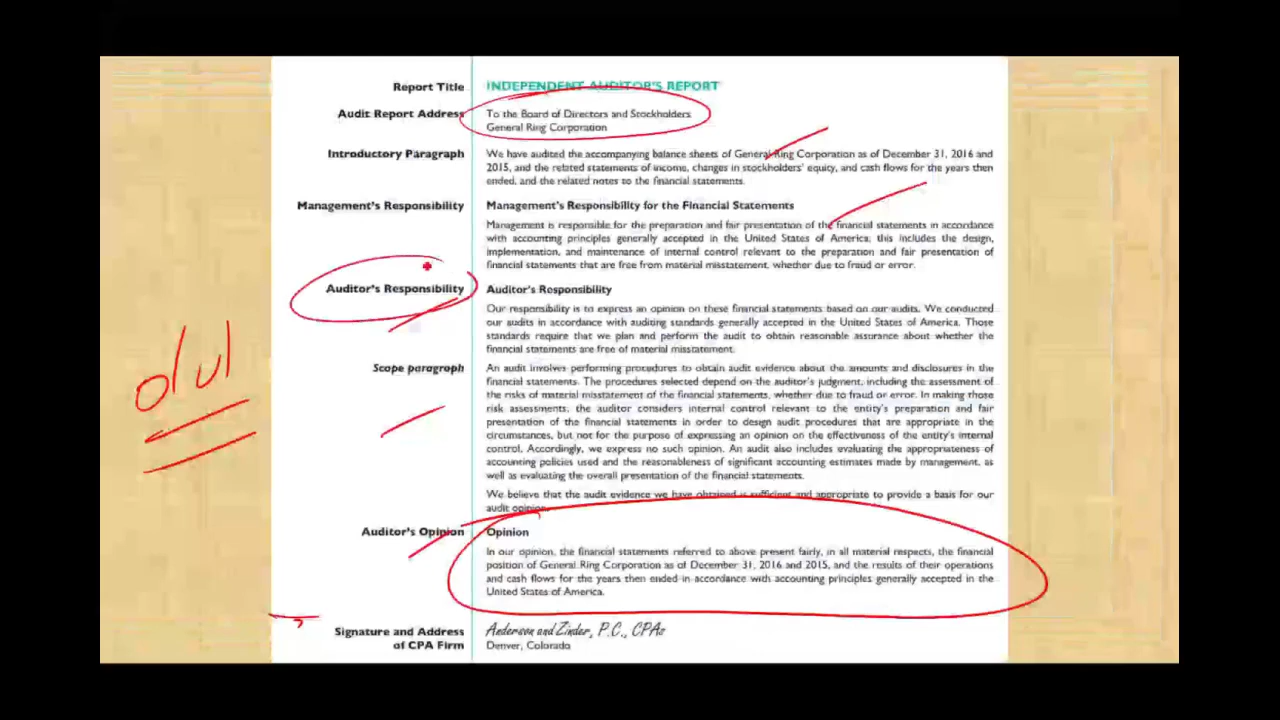 Report Title
INDEPENDENT AUDITOR'S REPORT
Audit Report Address
To the Board of Directors and Stockholders
General Ring Corporation
Introductory Paragraph
We have audited the accompanying balance sheets of General Ring Corporation as of December 31, 2016 and
2015, and the related statements of income, changes in stockholders' equity, and cash flows for the years then
ended, and the related notes to the financial statements.
Management's Responsibility
Management's Responsibility for the Financial Statements
Management is responsible for the preparation and fair presentation of the financial statements in accordance
with accounting principles generally accepted in the United States of America; this includes the design,
implementation, and maintenance of internal control relevant to the preparation and fair presentation of
financial statements that are free from material misstatement, whether due to fraud or error.
Auditor's Responsibility
Auditor's Responsibility
Our responsibility is to express an opinion on these financial statements based on our audits. We conducted
our audits in accordance with auditing standards generally accepted in the United States of America. Those
standards require that we plan and perform the audit to obtain reasonable assurance about whether the
financial statements are free of material misstatement.
Scope paragraph
An audit involves performing procedures to obtain audit evidence about the amounts and disclosures in the
financial statements. The procedures selected depend on the auditor's judgment, including the assessment of
the risks of material misstatement of the financial statements, whether due to fraud or error. In making those
risk assessments, the auditor considers internal control relevant to the entity's preparation and fair
presentation of the financial statements in order to design audit procedures that are appropriate in the
circumstances, but not for the purpose of expressing an opinion on the effectiveness of the entity's internal
control. Accordingly, we express no such opinion. An audit also includes evaluating the appropriateness of
accounting policies used and the reasonableness of significant accounting estimates made by management, as
well as evaluating the overall presentation of the financial statements.
We believe that the audit evidence we have obtained is sufficient and appropriate to provide a basis for our
audit opinion.
Auditor's Opinion
Opinion
In our opinion, the financial statements referred to above present fairly, in all material respects, the financial
position of General Ring Corporation as of December 31, 2016 and 2015, and the results of their operations
and cash flows for the years then ended in accordance with accounting principles generally accepted in the
United States of America.
Signature and Address
of CPA Firm
Anderson and Zinder, P.C., CPAs
Denver, Colorado